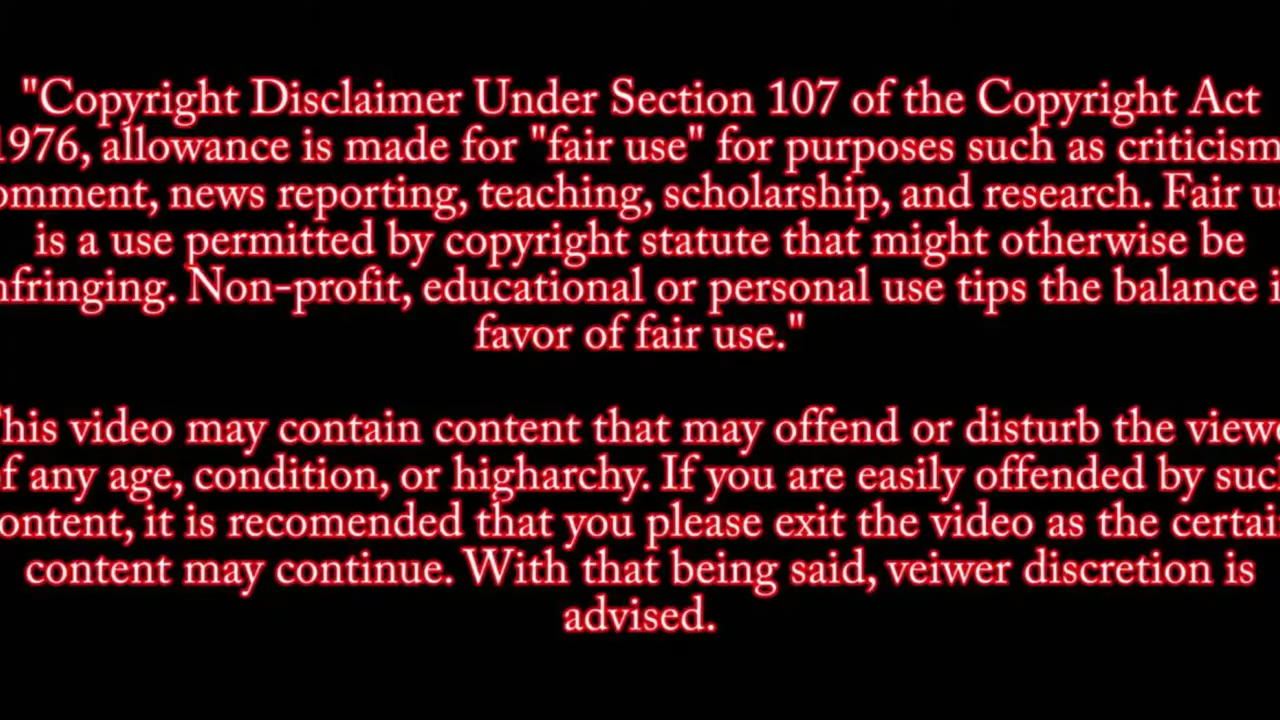 "Copyright Disclaimer Under Section 107 of the Copyright Act
1976, allowance is made for "fair use" for purposes such as criticism
omment, news reporting, teaching, scholarship, and research. Fair u
is a use permitted by copyright statute that might otherwise be
nfringing. Non-profit, educational or personal use tips the balance i
favor of fair use."
his video may contain content that may offend or disturb the viewe
f any age, condition, or higharchy. If you are easily offended by suc
ontent, it is recomended that you please exit the video as the certai
content may continue. With that being said, veiwer discretion is
advised.